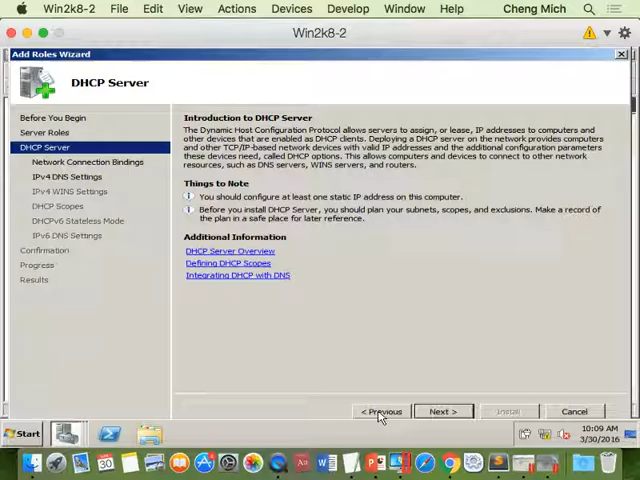 Win2k8-2 File Edit View Actions Devices Develop Window Help Cheng Mich
Win2k8-2
Add Roles Wizard
DHCP Server
Before You Begin
Server Roles
DHCP Server
Network Connection Bindings
IPv4 DNS Settings
IPv4 WINS Settings
DHCP Scopes
DHCPv6 Stateless Mode
IPv6 DNS Settings
Confirmation
Progress
Results
Introduction to DHCP Server
The Dynamic Host Configuration Protocol allows servers to assign, or lease, IP addresses to computers and
other devices that are enabled as DHCP clients. Deploying a DHCP server on the network provides computers
and other TCP/IP-based network devices with valid IP addresses and the additional configuration parameters
these devices need, called DHCP options. This allows computers and devices to connect to other network
resources, such as DNS servers, WINS servers, and routers.
Things to Note
You should configure at least one static IP address on this computer.
Before you install DHCP Server, you should plan your subnets, scopes, and exclusions. Make a record of
the plan in a safe place for later reference.
Additional Information
DHCP Server Overview
Defining DHCP Scopes
Integrating DHCP with DNS
< Previous Next > Install Cancel
Start
10:09 AM
3/30/2016
30